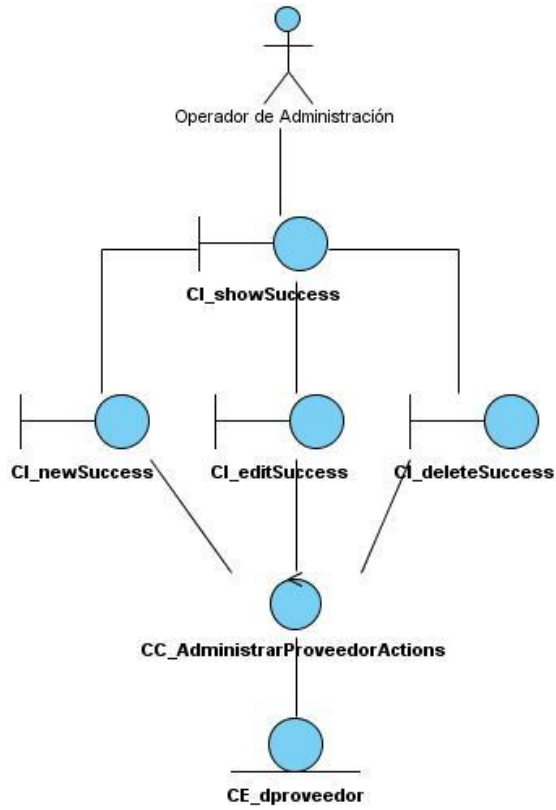 Operador de Administración
CI_showSuccess
CI_newSuccess
CI_editSuccess
CI_deleteSuccess
CC_AdministrarProveedorActions
CE_dproveedor